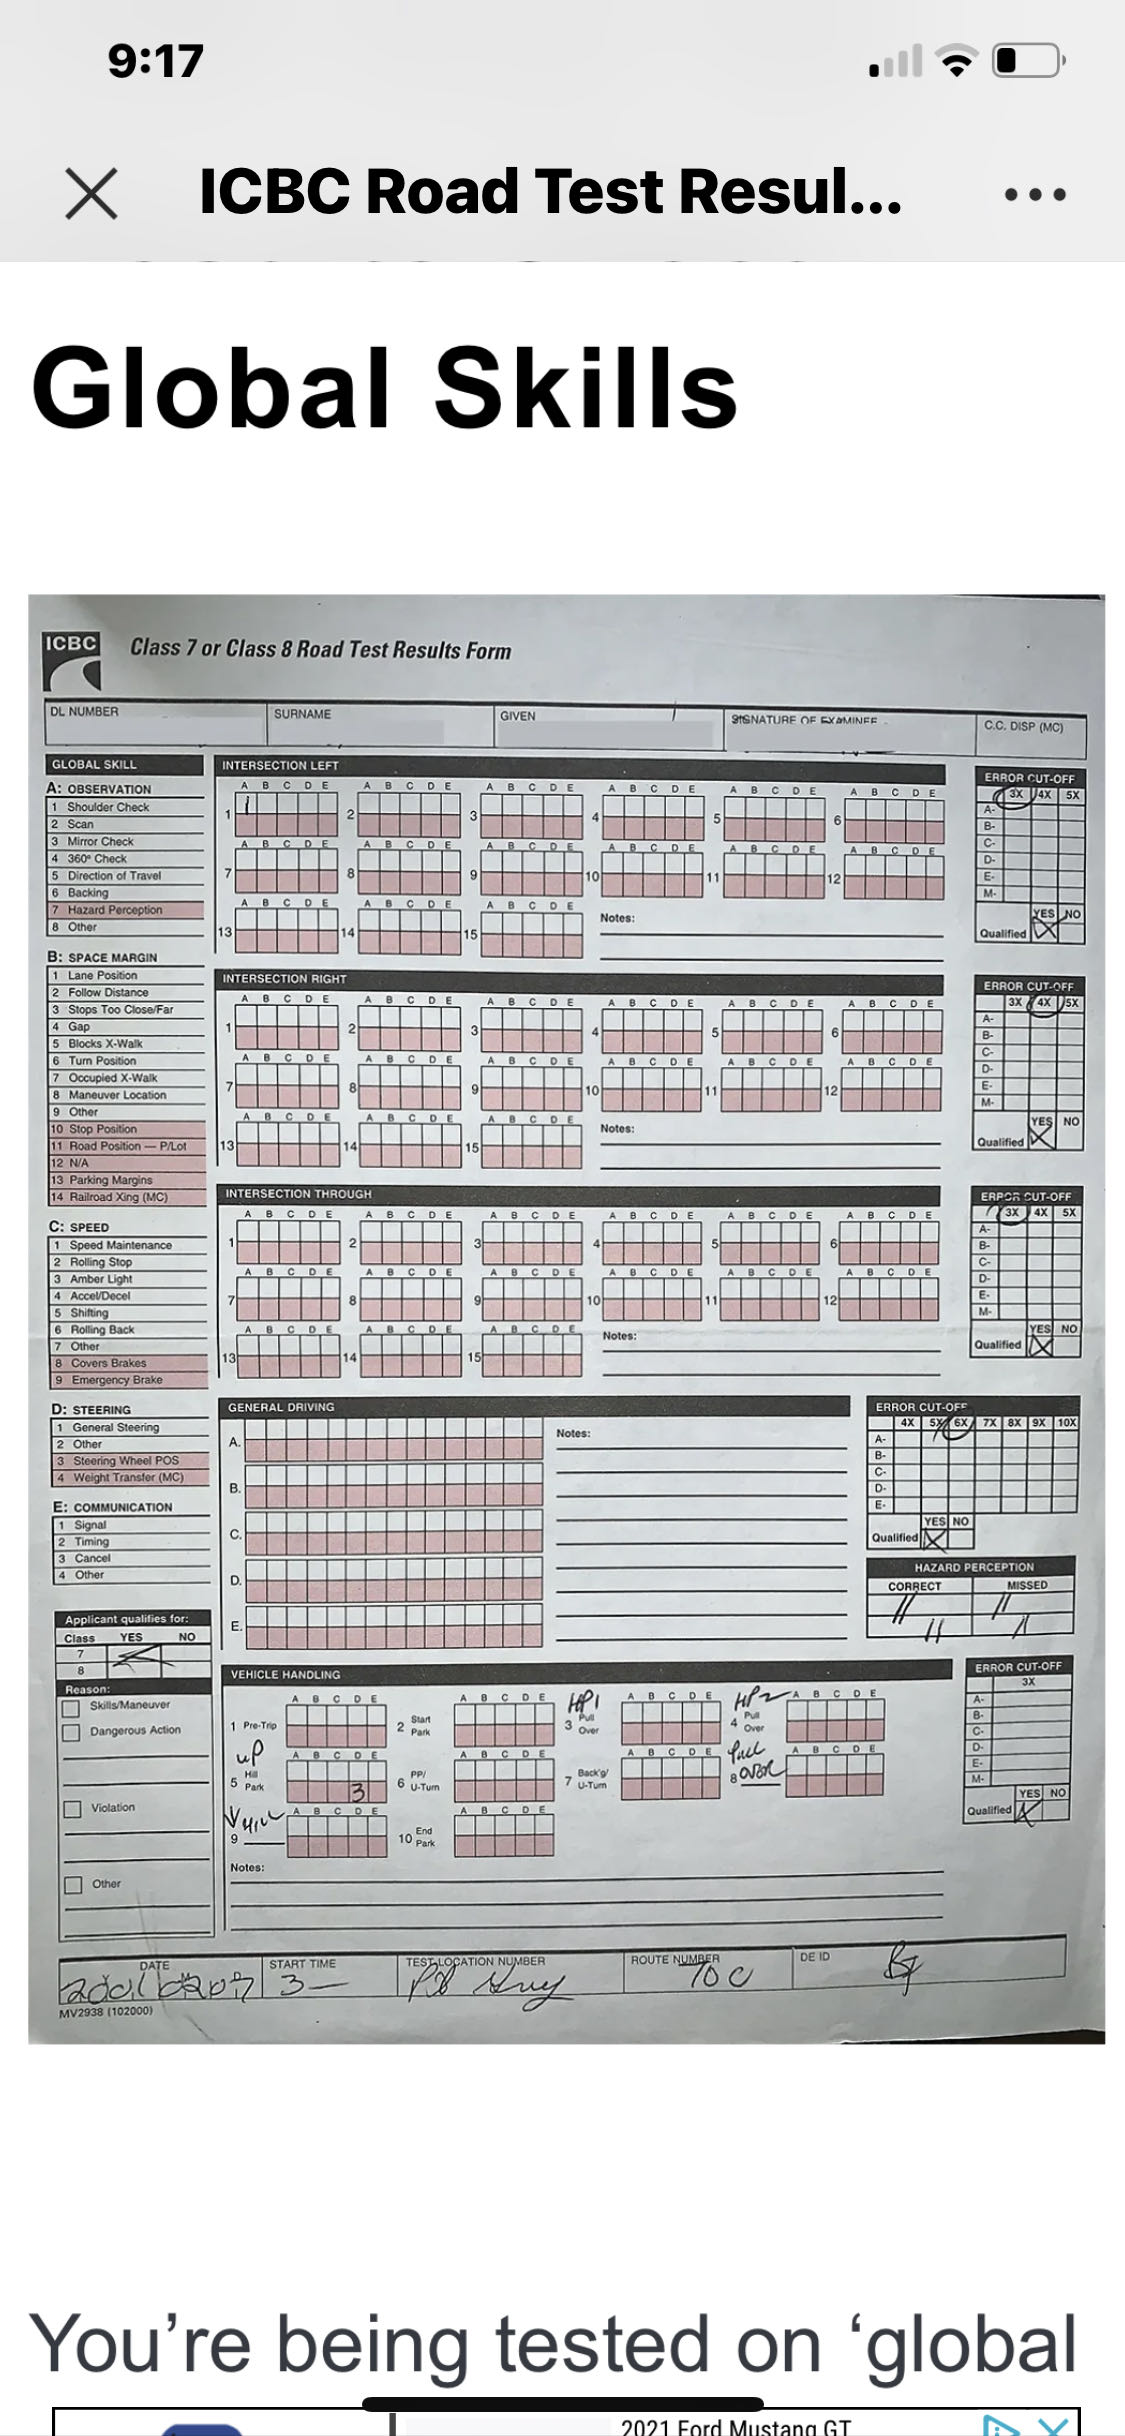 9:17
ICBC Road Test Resul...
Global Skills
ICBC
Class 7 or Class 8 Road Test Results Form
DL NUMBER SURNAME GIVEN SIGNATURE OF EXAMINEE C.C. DISP (MC)
GLOBAL SKILL
A: OBSERVATION
1 Shoulder Check
2 Scan
3 Mirror Check
4 360° Check
5 Direction of Travel
6 Backing
7 Hazard Perception
8 Other
B: SPACE MARGIN
1 Lane Position
2 Follow Distance
3 Stops Too Close/Far
4 Gap
5 Blocks X-Walk
6 Turn Position
7 Occupied X-Walk
8 Maneuver Location
9 Other
10 Stop Position
11 Road Position — P/Lot
12 N/A
13 Parking Margins
14 Railroad Xing (MC)
C: SPEED
1 Speed Maintenance
2 Rolling Stop
3 Amber Light
4 Accel/Decel
5 Shifting
6 Rolling Back
7 Other
8 Covers Brakes
9 Emergency Brake
D: STEERING
1 General Steering
2 Other
3 Steering Wheel POS
4 Weight Transfer (MC)
E: COMMUNICATION
1 Signal
2 Timing
3 Cancel
4 Other
Applicant qualifies for:
Class YES NO
7
8
Reason:
Skills/Maneuver
Dangerous Action
Violation
Other
INTERSECTION LEFT
A B C D E A B C D E A B C D E A B C D E A B C D E A B C D E
1 2 3 4 5 6
A B C D E A B C D E A B C D E A B C D E A B C D E A B C D E
7 8 9 10 11 12
A B C D E A B C D E A B C D E
13 14 15
Notes:
ERROR CUT-OFF
3X 4X 5X
A-
B-
C-
D-
E-
M-
YES NO
Qualified
INTERSECTION RIGHT
A B C D E A B C D E A B C D E A B C D E A B C D E A B C D E
1 2 3 4 5 6
A B C D E A B C D E A B C D E A B C D E A B C D E A B C D E
7 8 9 10 11 12
A B C D E A B C D E A B C D E
13 14 15
Notes:
ERROR CUT-OFF
3X 4X 5X
A-
B-
C-
D-
E-
M-
YES NO
Qualified
INTERSECTION THROUGH
A B C D E A B C D E A B C D E A B C D E A B C D E A B C D E
1 2 3 4 5 6
A B C D E A B C D E A B C D E A B C D E A B C D E A B C D E
7 8 9 10 11 12
A B C D E A B C D E A B C D E
13 14 15
Notes:
ERROR CUT-OFF
3X 4X 5X
A-
B-
C-
D-
E-
M-
YES NO
Qualified
GENERAL DRIVING
A.
B.
C.
D.
E.
Notes:
ERROR CUT-OFF
4X 5X 6X 7X 8X 9X 10X
A-
B-
C-
D-
E-
YES NO
Qualified
HAZARD PERCEPTION
CORRECT MISSED
VEHICLE HANDLING
A B C D E A B C D E A B C D E A B C D E
1 Pre-Trip
2 Start Park
HP1
3 Pull Over
HP2
4 Pull Over
A B C D E A B C D E A B C D E A B C D E
up
5 Hill Park
3
6 PP/ U-Turn
7 Back'g/ U-Turn
Pull
8 over
A B C D E A B C D E
9
10 End Park
Notes:
ERROR CUT-OFF
3X
A-
B-
C-
D-
E-
M-
YES NO
Qualified
DATE START TIME TEST LOCATION NUMBER ROUTE NUMBER DE ID
3—
70C
MV2938 (102000)
You're being tested on ‘global
2021 Ford Mustang GT